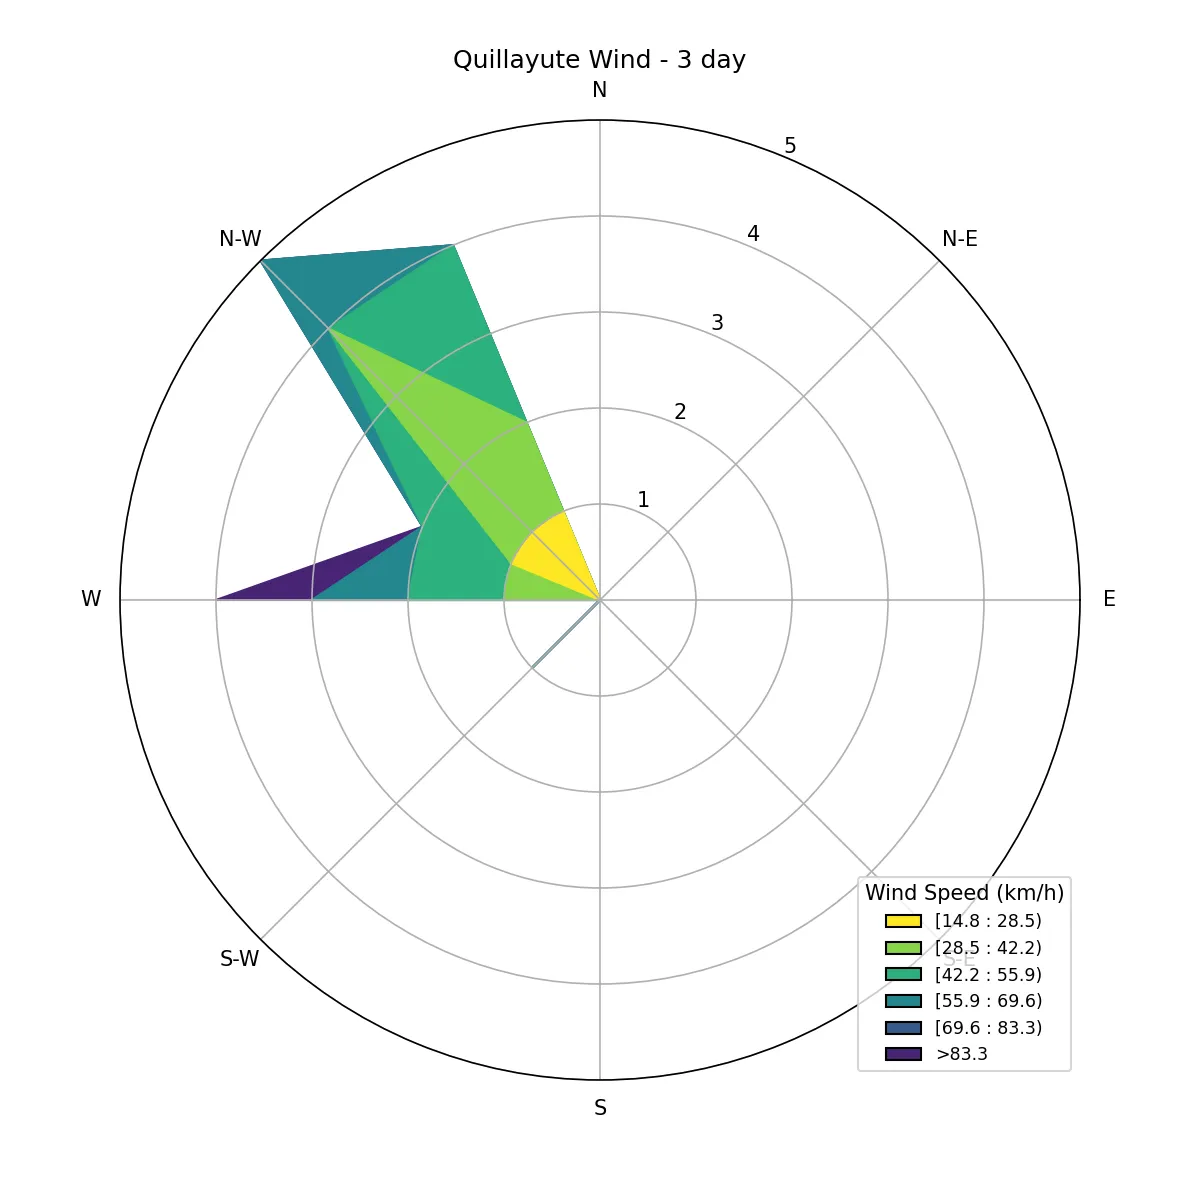 Quillayute Wind - 3 day
N
5
4
N-W
N-E
3
2
1
W
E
Wind Speed (km/h)
[14.8 : 28.5)
[28.5 : 42.2)
S-W
S-E
[42.2 : 55.9)
[55.9 : 69.6)
[69.6 : 83.3)
>83.3
S